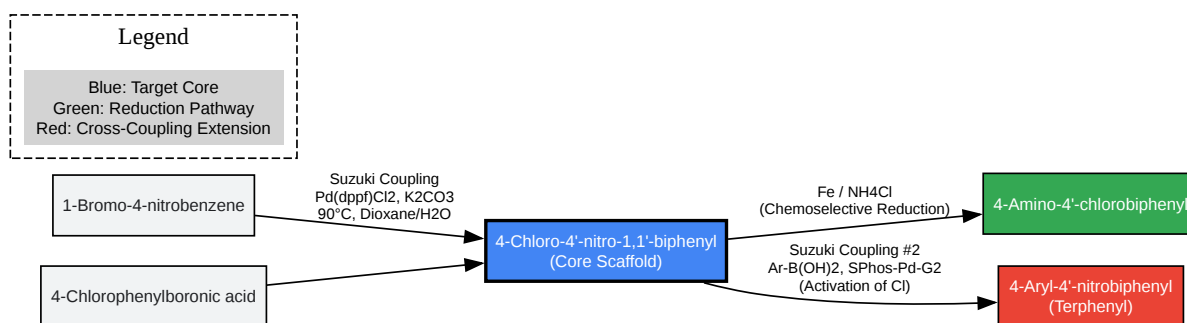 Legend
Blue: Target Core
Green: Reduction Pathway
Red: Cross-Coupling Extension
1-Bromo-4-nitrobenzene
4-Chlorophenylboronic acid
Suzuki Coupling
Pd(dppf)Cl2, K2CO3
90°C, Dioxane/H2O
4-Chloro-4'-nitro-1,1'-biphenyl
(Core Scaffold)
Fe / NH4Cl
(Chemoselective Reduction)
Suzuki Coupling #2
Ar-B(OH)2, SPhos-Pd-G2
(Activation of Cl)
4-Amino-4'-chlorobiphenyl
4-Aryl-4'-nitrobiphenyl
(Terphenyl)